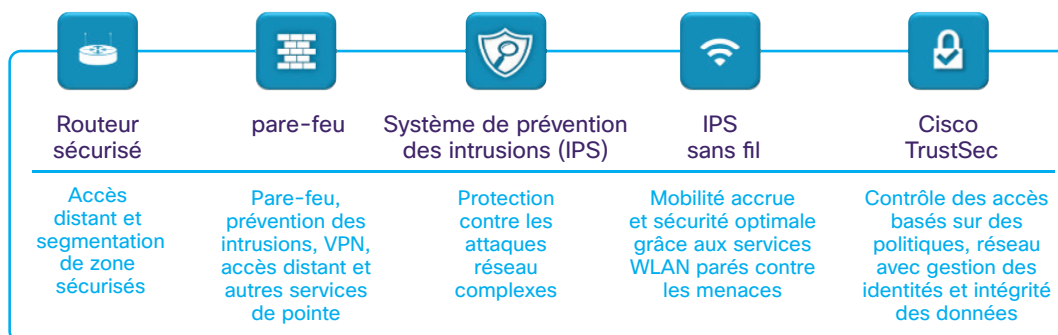 Routeur
sécurisé
pare-feu
Système de prévention
des intrusions (IPS)
IPS
sans fil
Cisco
TrustSec
Accès
distant et
segmentation
de zone
sécurisés
Pare-feu,
prévention des
intrusions, VPN,
accès distant et
autres services
de pointe
Protection
contre les
attaques
réseau
complexes
Mobilité accrue
et sécurité optimale
grâce aux services
WLAN parés contre
les menaces
Contrôle des accès
basés sur des
politiques, réseau
avec gestion des
identités et intégrité
des données